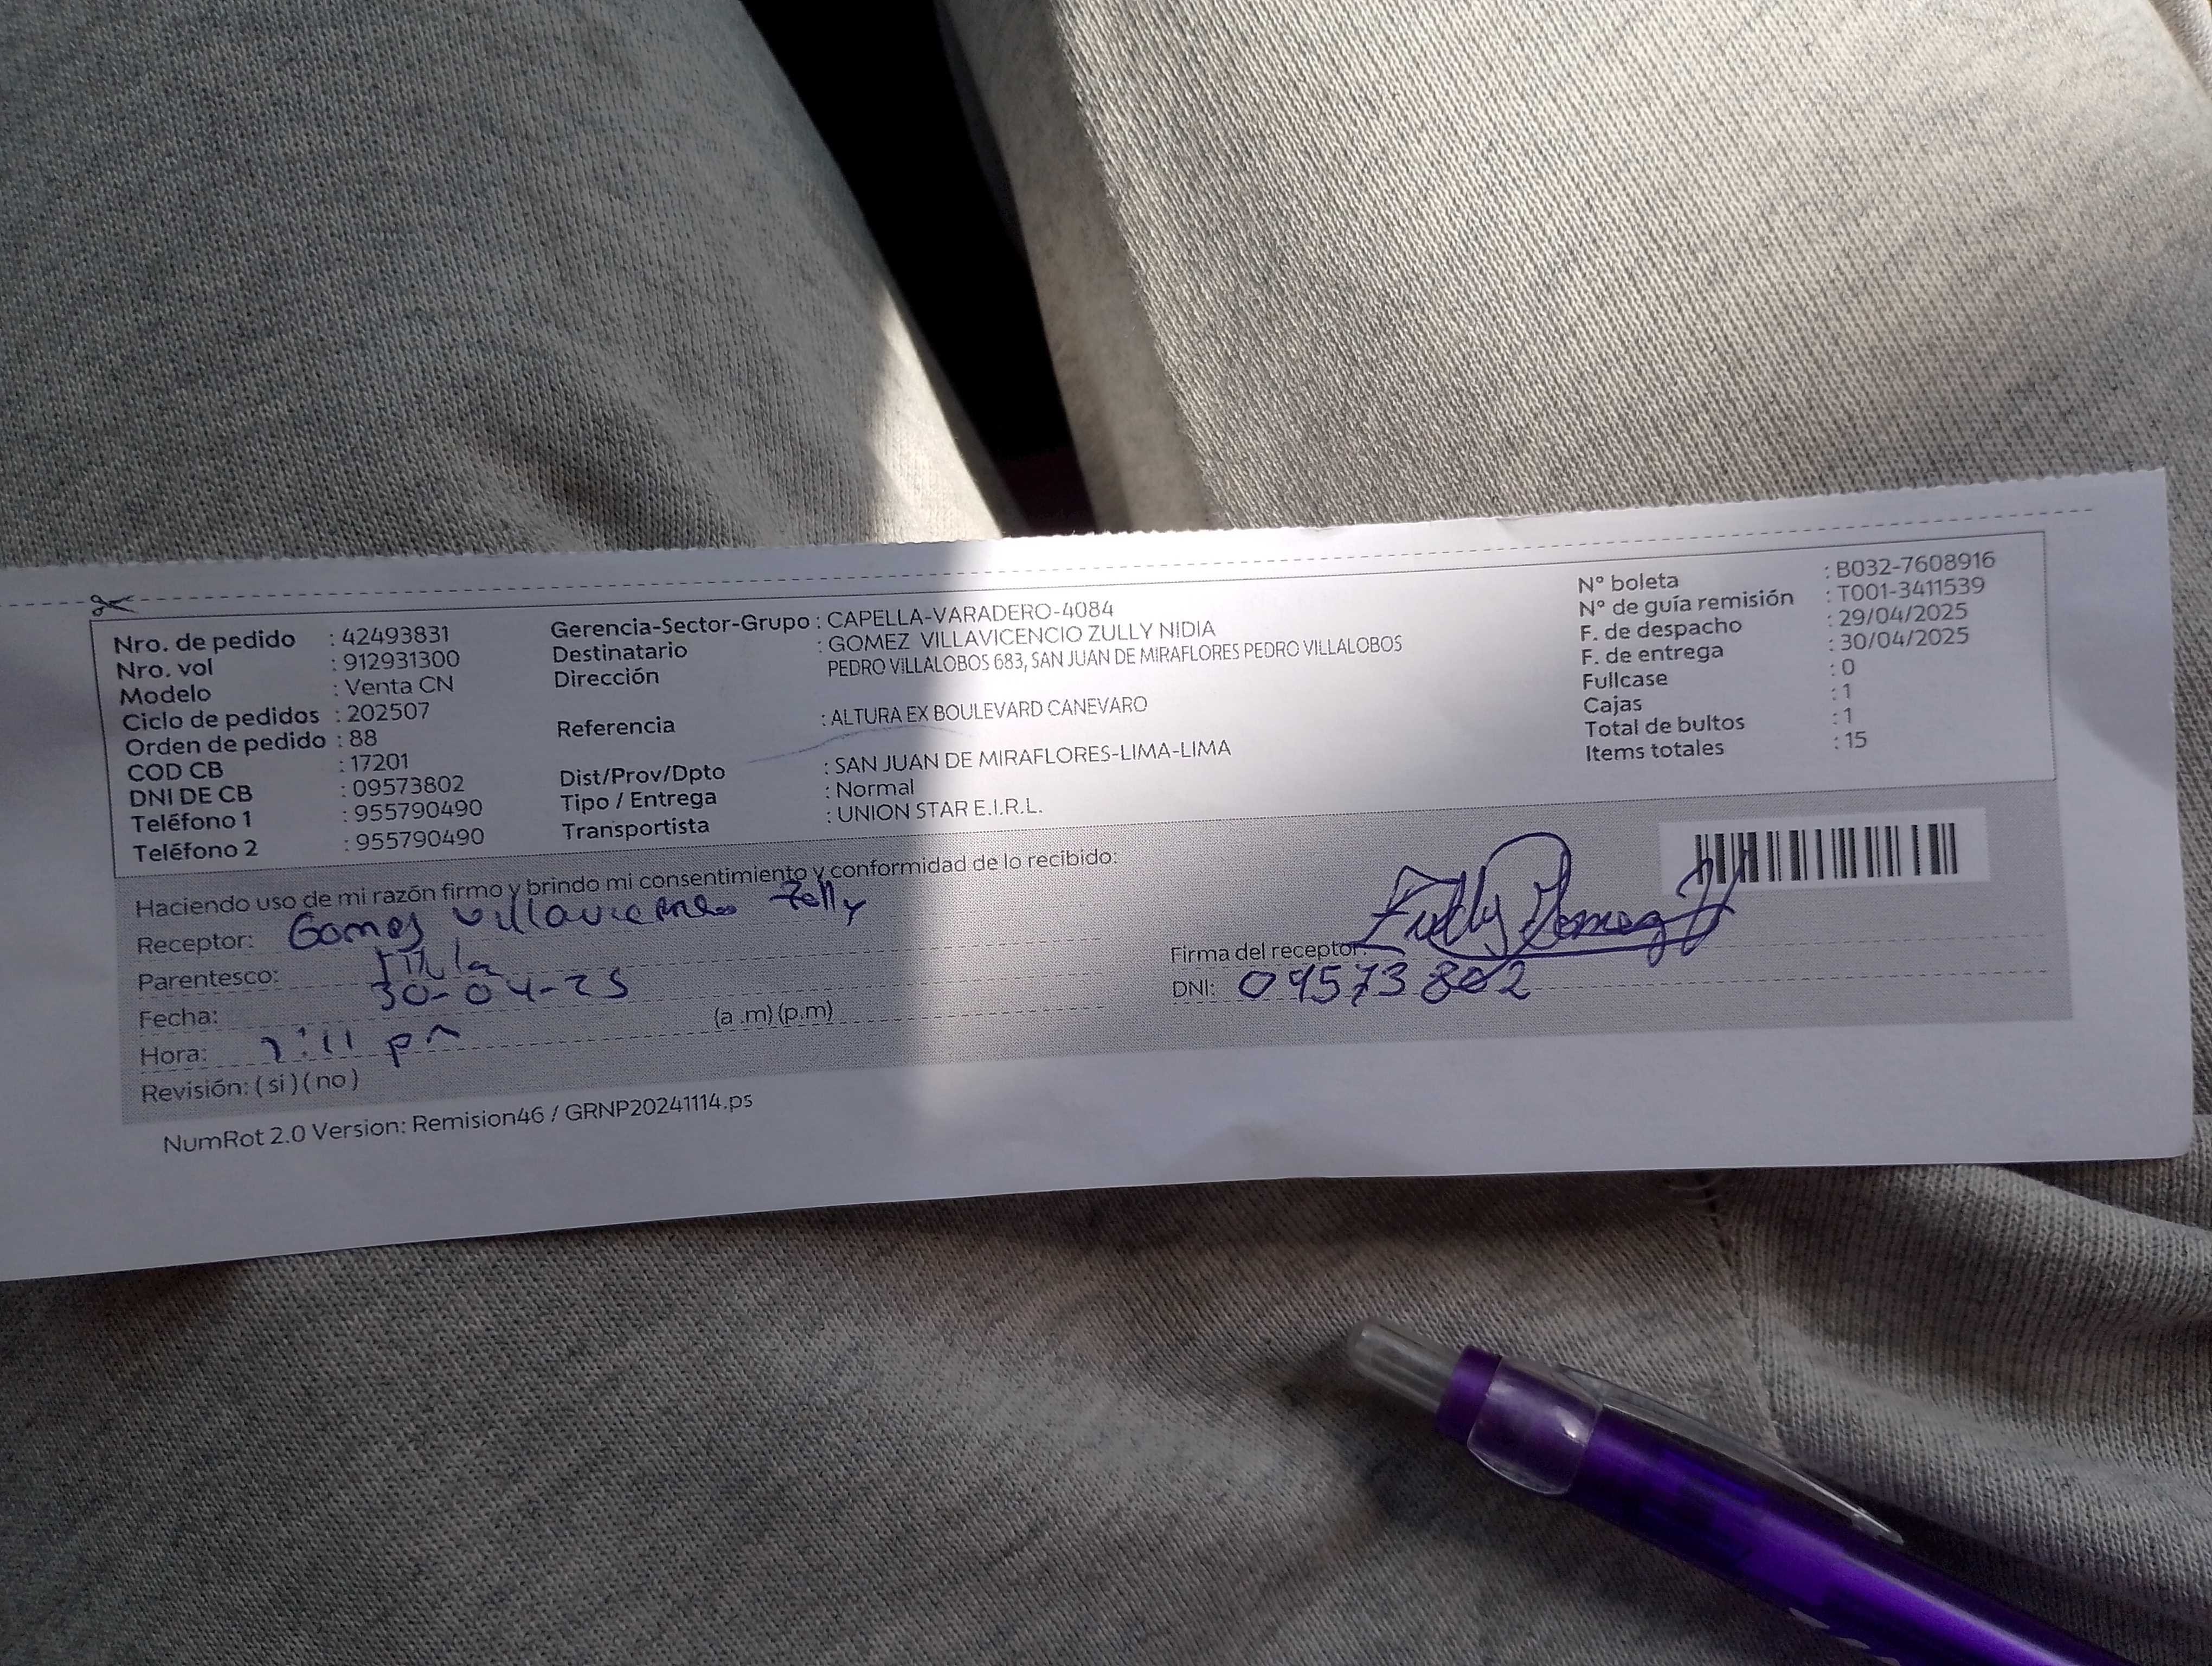 Nro. de pedido : 42493831
Nro. vol : 912931300
Modelo : Venta CN
Ciclo de pedidos : 202507
Orden de pedido : 88
COD CB : 17201
DNI DE CB : 09573802
Teléfono 1 : 955790490
Teléfono 2 : 955790490
Gerencia-Sector-Grupo : CAPELLA-VARADERO-4084
Destinatario : GOMEZ VILLAVICENCIO ZULLY NIDIA
Dirección PEDRO VILLALOBOS 683, SAN JUAN DE MIRAFLORES PEDRO VILLALOBOS
Referencia : ALTURA EX BOULEVARD CANEVARO
Dist/Prov/Dpto : SAN JUAN DE MIRAFLORES-LIMA-LIMA
Tipo / Entrega : Normal
Transportista : UNION STAR E.I.R.L.
N° boleta : B032-7608916
N° de guía remisión : T001-3411539
F. de despacho : 29/04/2025
F. de entrega : 30/04/2025
Fullcase : 0
Cajas : 1
Total de bultos : 1
Items totales : 15
Haciendo uso de mi razón firmo y brindo mi consentimiento y conformidad de lo recibido:
Receptor: Gomes
Parentesco:
Fecha: 30-04-25
Hora: :11 pm (a .m) (p.m)
Revisión: ( si ) ( no )
Firma del receptor: Zully Gomez
DNI: 09573802
NumRot 2.0 Version: Remision46 / GRNP20241114.ps